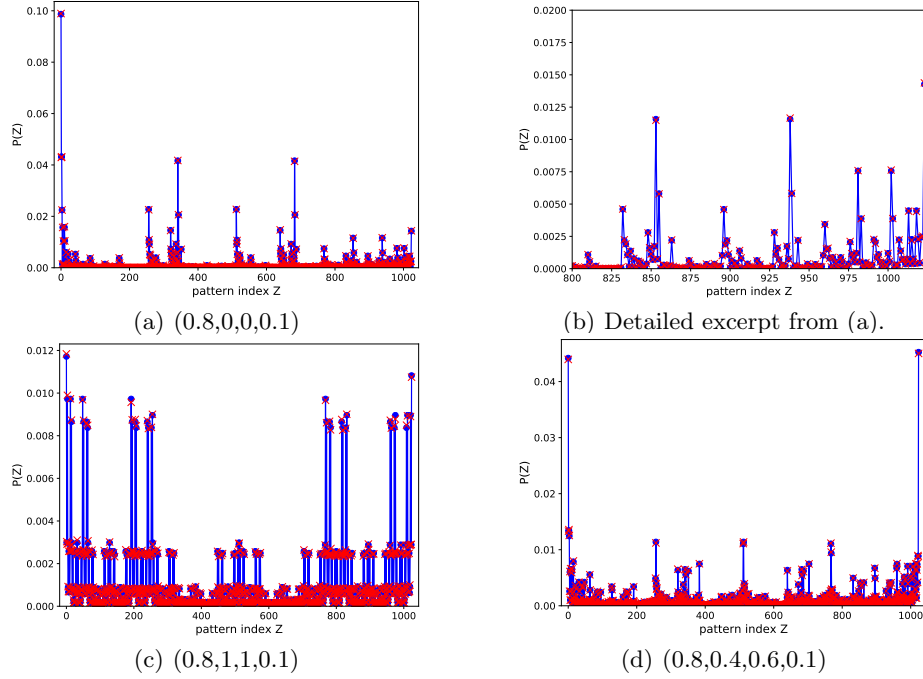 0.10
0.08
0.06
0.04
0.02
0.00
P(Z)
0 200 400 600 800 1000
pattern index Z
(a) (0.8,0,0,0.1)
0.0200
0.0175
0.0150
0.0125
0.0100
0.0075
0.0050
0.0025
0.0000
P(Z)
800 825 850 875 900 925 950 975 1000
pattern index Z
(b) Detailed excerpt from (a).
0.012
0.010
0.008
0.006
0.004
0.002
0.000
P(Z)
0 200 400 600 800 1000
pattern index Z
(c) (0.8,1,1,0.1)
0.04
0.03
0.02
0.01
0.00
P(Z)
0 200 400 600 800 1000
pattern index Z
(d) (0.8,0.4,0.6,0.1)